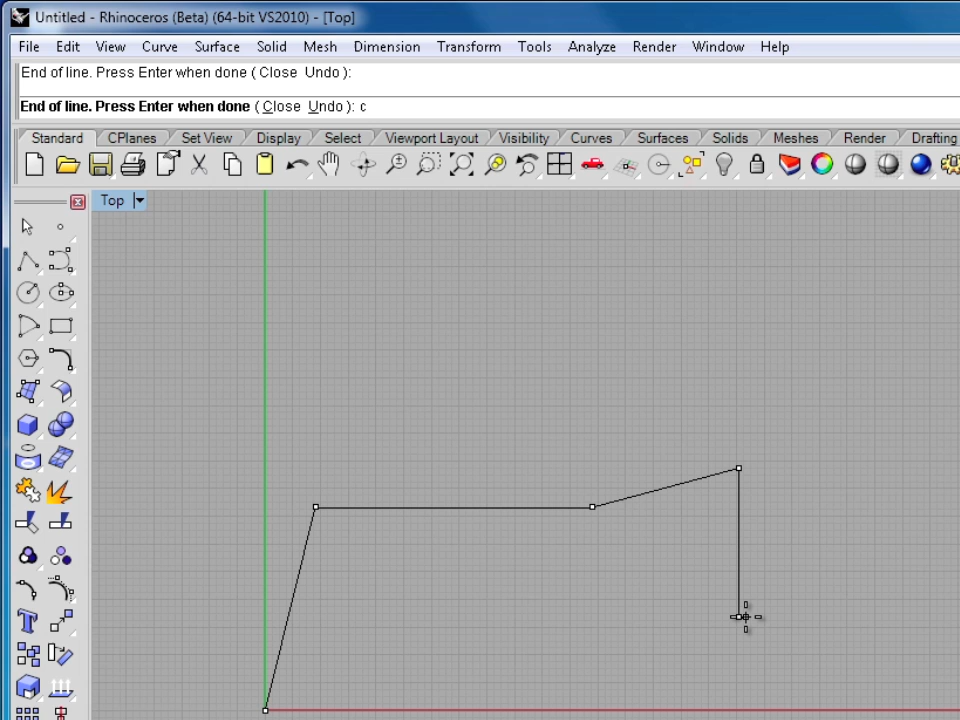 Untitled - Rhinoceros (Beta) (64-bit VS2010) - [Top]
File Edit View Curve Surface Solid Mesh Dimension Transform Tools Analyze Render Window Help
End of line. Press Enter when done ( Close Undo ):
End of line. Press Enter when done ( Close Undo ): c
Standard CPlanes Set View Display Select Viewport Layout Visibility Curves Surfaces Solids Meshes Render Drafting
Top